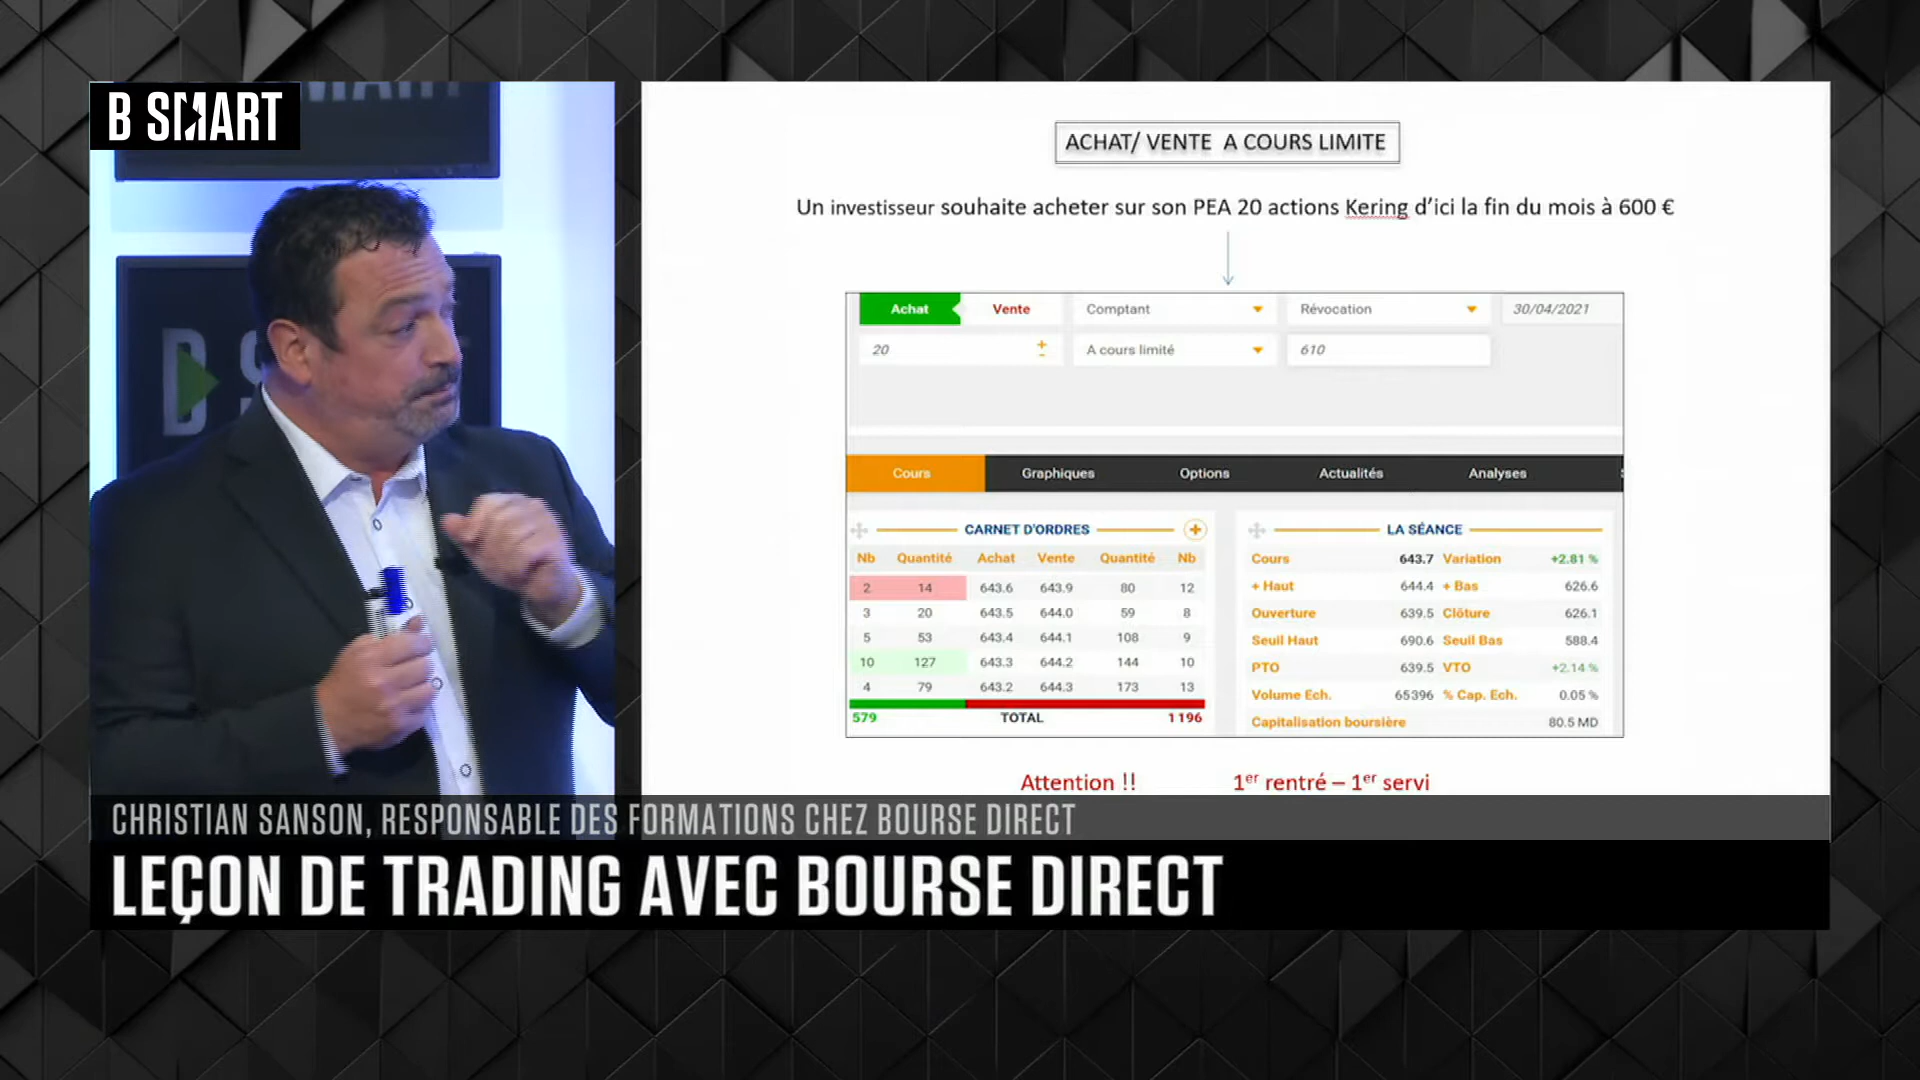 B SMART
ACHAT/ VENTE A COURS LIMITE
Un investisseur souhaite acheter sur son PEA 20 actions Kering d'ici la fin du mois à 600 €
Achat Vente Comptant Révocation 30/04/2021
20 + - A cours limité 610
Cours Graphiques Options Actualités Analyses
CARNET D'ORDRES
Nb Quantité Achat Vente Quantité Nb
2 14 643.6 643.9 80 12
3 20 643.5 644.0 59 8
5 53 643.4 644.1 108 9
10 127 643.3 644.2 144 10
4 79 643.2 644.3 173 13
579 TOTAL 1196
LA SÉANCE
Cours 643.7 Variation +2.81 %
+ Haut 644.4 + Bas 626.6
Ouverture 639.5 Clôture 626.1
Seuil Haut 690.6 Seuil Bas 588.4
PTO 639.5 VTO +2.14 %
Volume Ech. 65396 % Cap. Ech. 0.05 %
Capitalisation boursière 80.5 MD
Attention !! 1er rentré – 1er servi
CHRISTIAN SANSON, RESPONSABLE DES FORMATIONS CHEZ BOURSE DIRECT
LEÇON DE TRADING AVEC BOURSE DIRECT